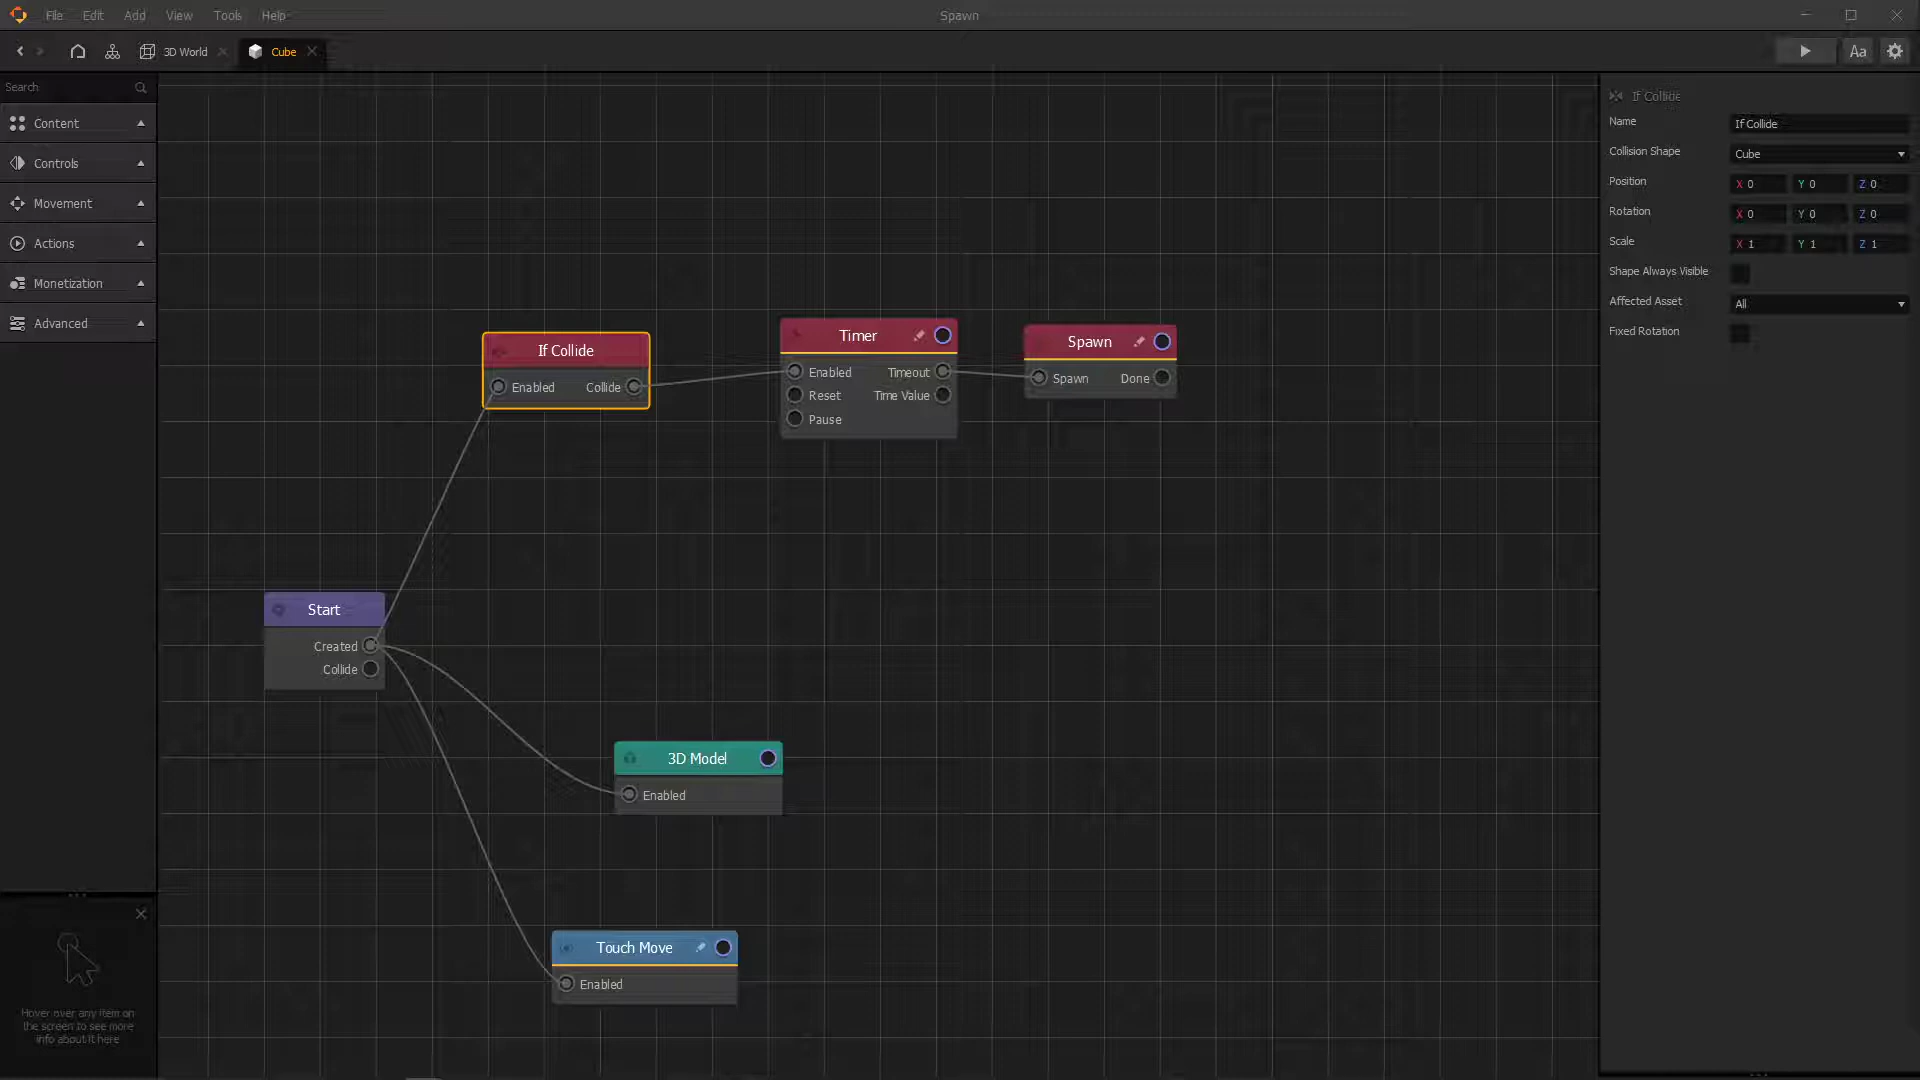 File Edit Add View Tools Help
Spawn
3D World
Cube
Aa
Search
Content
Controls
Movement
Actions
Monetization
Advanced
Hover over any item on
the screen to see more
info about it here
If Collide
Enabled Collide
Timer
Enabled Timeout
Reset Time Value
Pause
Spawn
Spawn Done
Start
Created
Collide
3D Model
Enabled
Touch Move
Enabled
If Collide
Name If Collide
Collision Shape Cube
Position X 0 Y 0 Z 0
Rotation X 0 Y 0 Z 0
Scale X 1 Y 1 Z 1
Shape Always Visible
Affected Asset All
Fixed Rotation